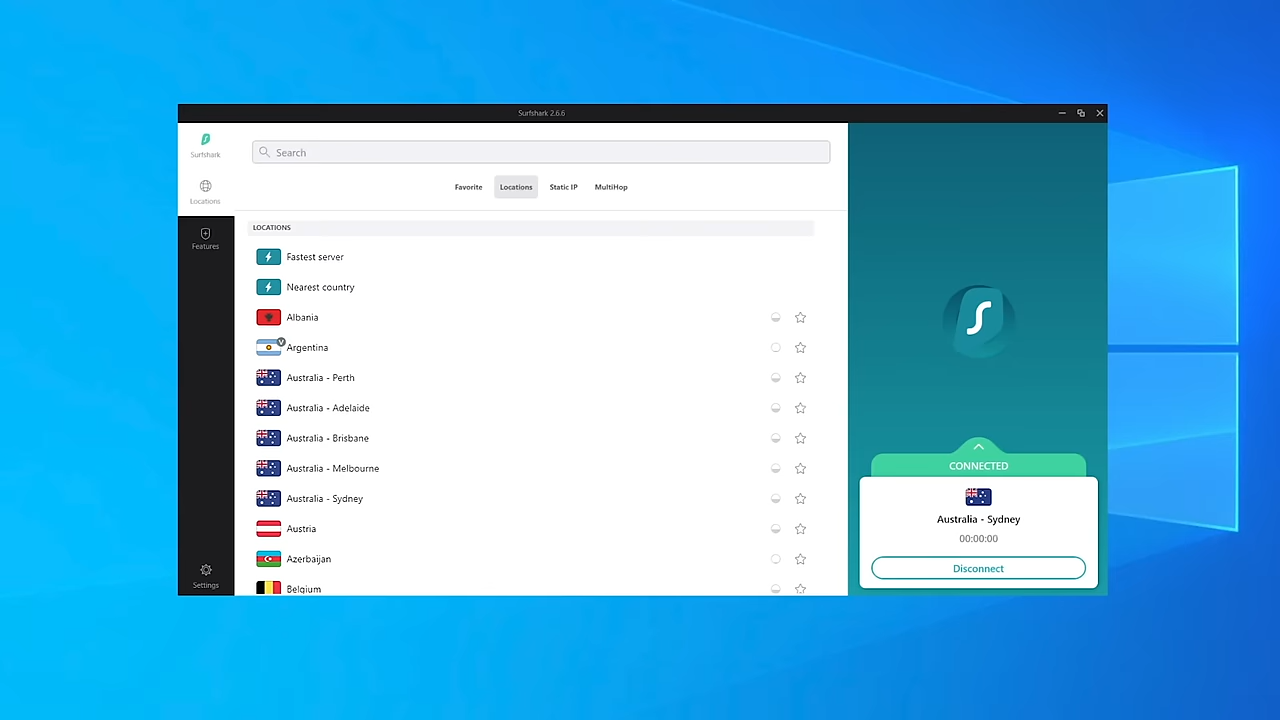 Surfshark 2.6.6
Surfshark
Locations
Features
Settings
Search
Favorite
Locations
Static IP
MultiHop
LOCATIONS
Fastest server
Nearest country
Albania
V
Argentina
Australia - Perth
Australia - Adelaide
Australia - Brisbane
Australia - Melbourne
Australia - Sydney
Austria
Azerbaijan
Belgium
CONNECTED
Australia - Sydney
00:00:00
Disconnect